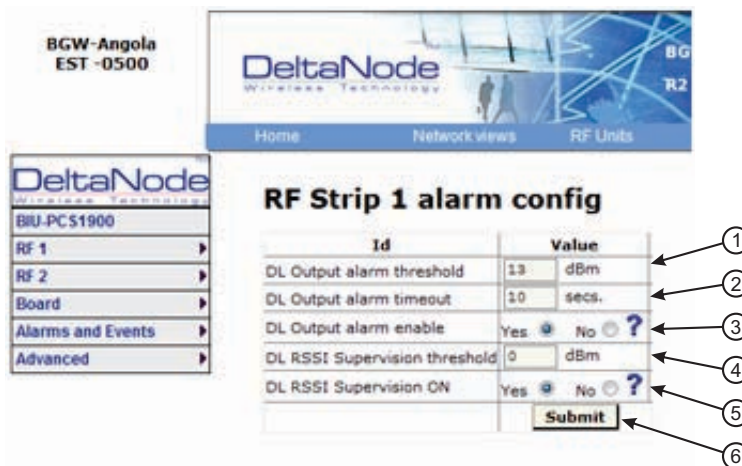 BGW-Angola
EST -0500
DeltaNode
Wireless Technology
BG
R2
Home Network views RF Units
DeltaNode
Wireless Technology
BIU-PCS1900
RF 1
RF 2
Board
Alarms and Events
Advanced
RF Strip 1 alarm config
Id Value
DL Output alarm threshold 13 dBm
DL Output alarm timeout 10 secs.
DL Output alarm enable Yes No ?
DL RSSI Supervision threshold 0 dBm
DL RSSI Supervision ON Yes No ?
Submit
1
2
3
4
5
6